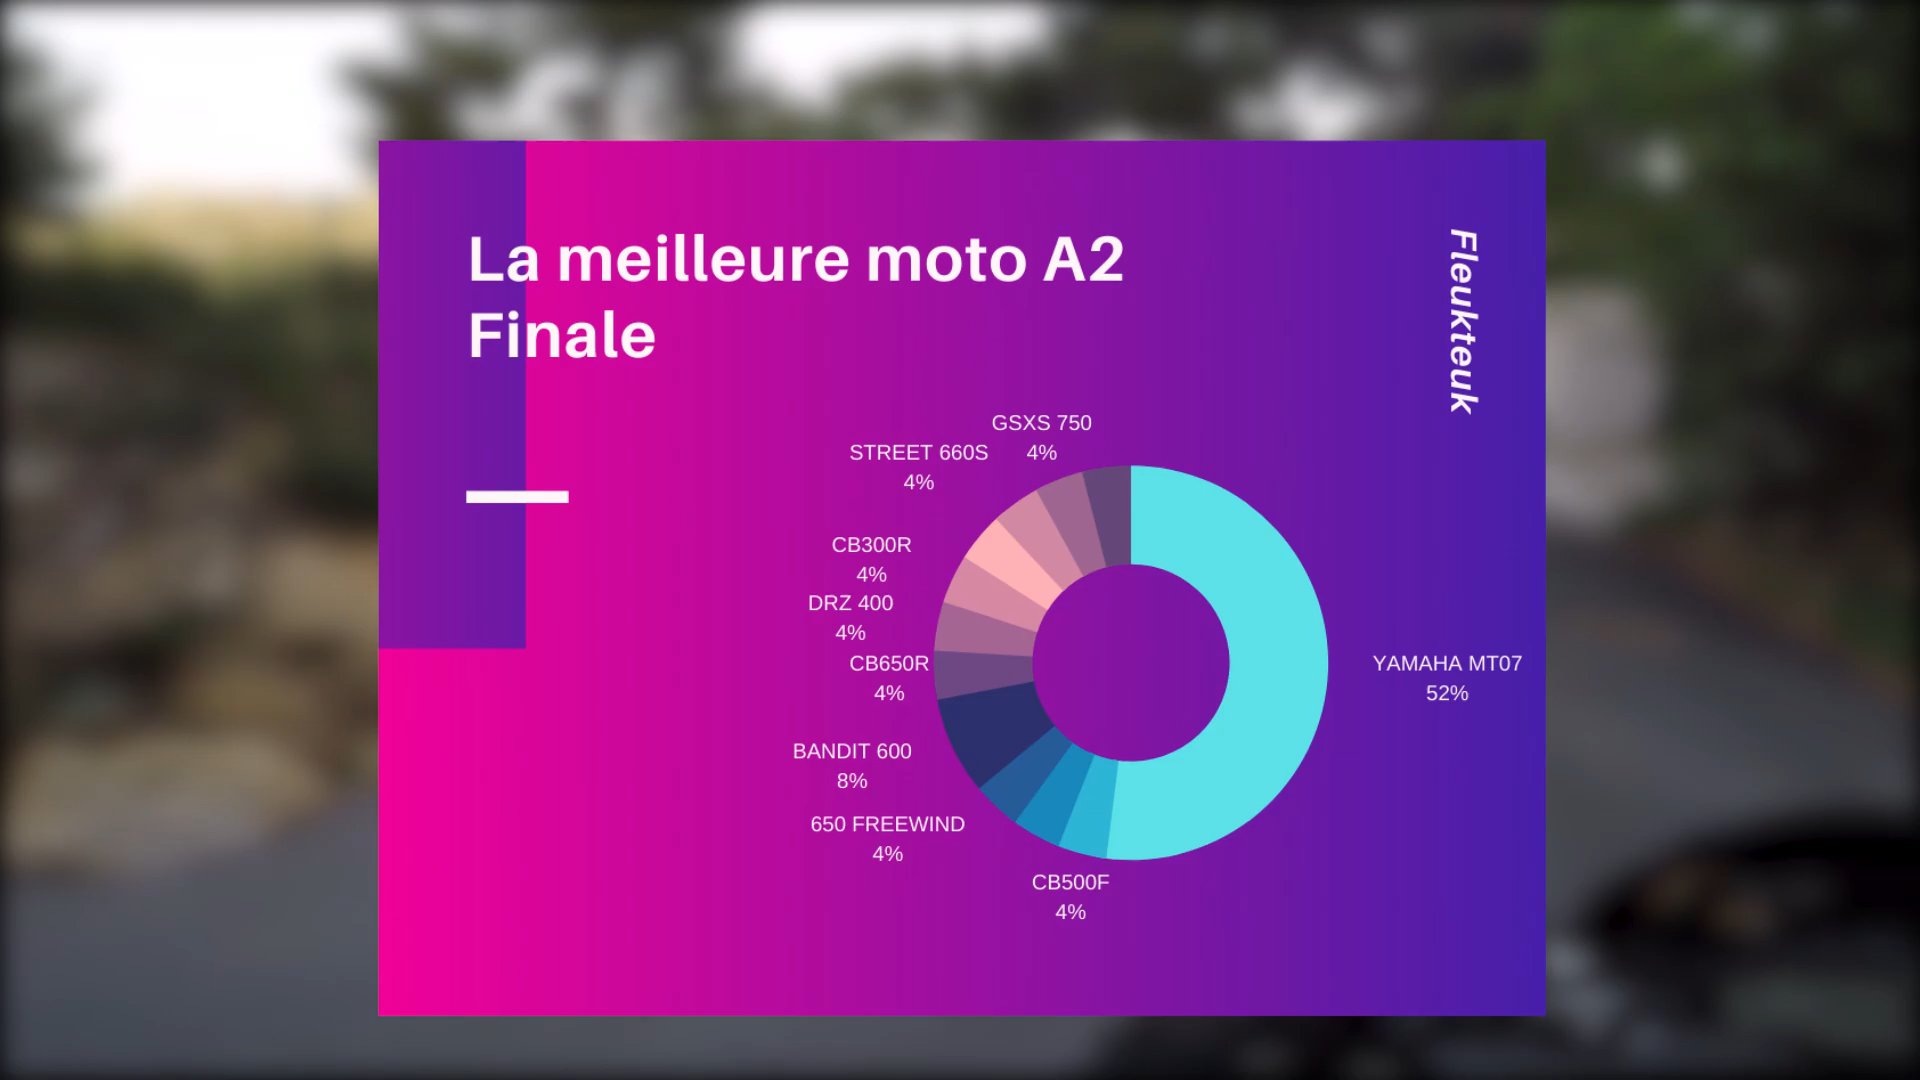 La meilleure moto A2
Finale
Fleukteuk
GSXS 750
4%
STREET 660S
4%
CB300R
4%
DRZ 400
4%
CB650R
4%
BANDIT 600
8%
650 FREEWIND
4%
CB500F
4%
YAMAHA MT07
52%